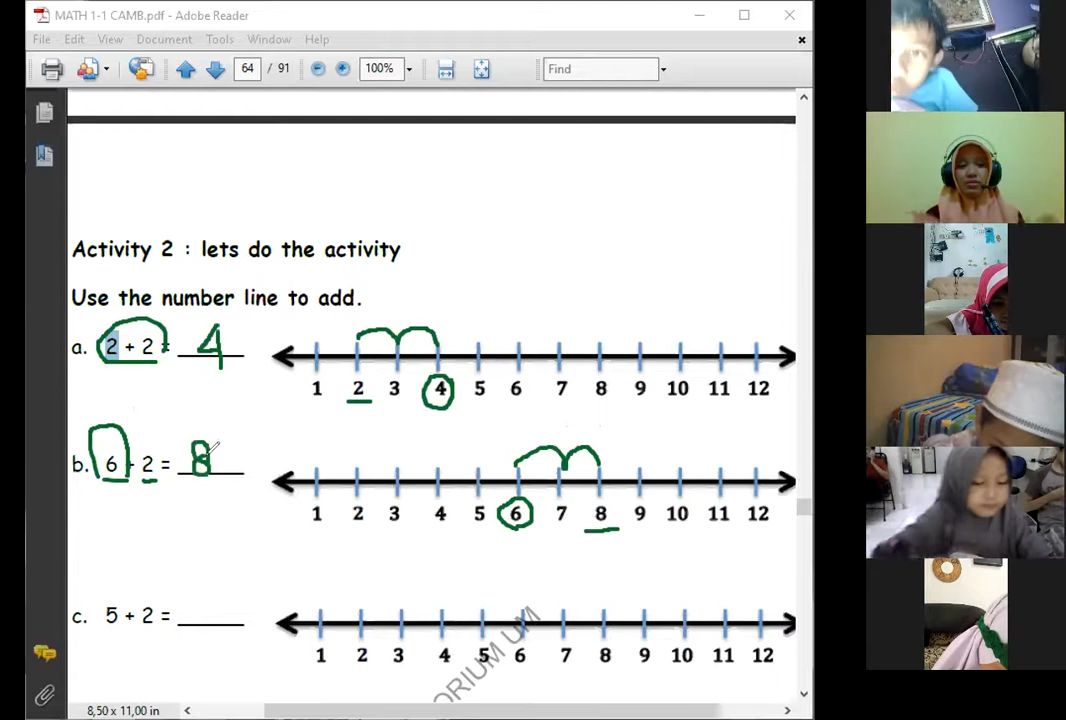 MATH 1-1 CAMB.pdf - Adobe Reader
File Edit View Document Tools Window Help
64 / 91 100% Find
Activity 2 : lets do the activity
Use the number line to add.
a. 2 + 2 = 4
1 2 3 4 5 6 7 8 9 10 11 12
b. 6 + 2 = 8
1 2 3 4 5 6 7 8 9 10 11 12
c. 5 + 2 = ______
1 2 3 4 5 6 7 8 9 10 11 12
ORIUM UM
8,50 x 11,00 in